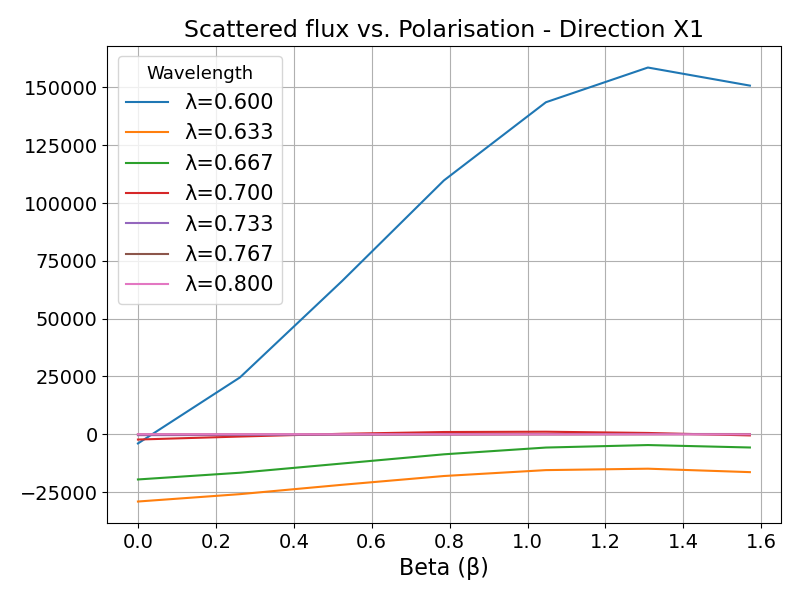 Scattered flux vs. Polarisation - Direction X1
Wavelength
λ=0.600
λ=0.633
λ=0.667
λ=0.700
λ=0.733
λ=0.767
λ=0.800
150000
125000
100000
75000
50000
25000
0
−25000
0.0 0.2 0.4 0.6 0.8 1.0 1.2 1.4 1.6
Beta (β)